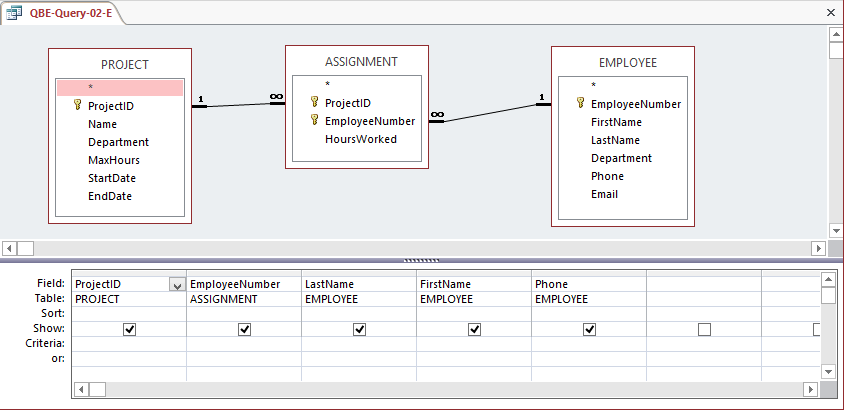 QBE-Query-02-E
PROJECT
*
ProjectID
Name
Department
MaxHours
StartDate
EndDate
1
∞
ASSIGNMENT
*
ProjectID
EmployeeNumber
HoursWorked
∞
1
EMPLOYEE
*
EmployeeNumber
FirstName
LastName
Department
Phone
Email
Field: ProjectID EmployeeNumber LastName FirstName Phone
Table: PROJECT ASSIGNMENT EMPLOYEE EMPLOYEE EMPLOYEE
Sort:
Show:
Criteria:
or: